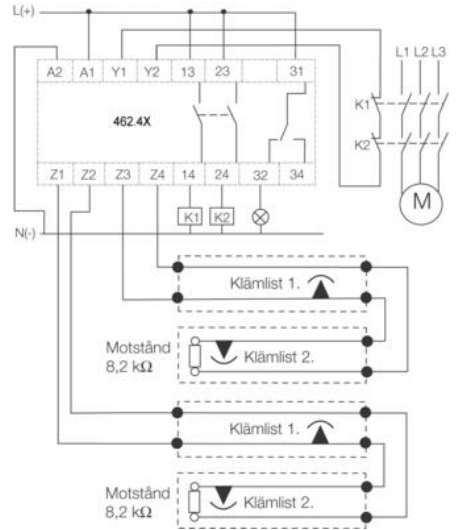 L(+)
L1 L2 L3
A2 A1 Y1 Y2 13 23 31
K1
462.4X
K2
Z1 Z2 Z3 Z4 14 24 32 34
M
K1 K2
N(-)
Klämlist 1.
Motstånd
8,2 kΩ
Klämlist 2.
Klämlist 1.
Motstånd
8,2 kΩ
Klämlist 2.